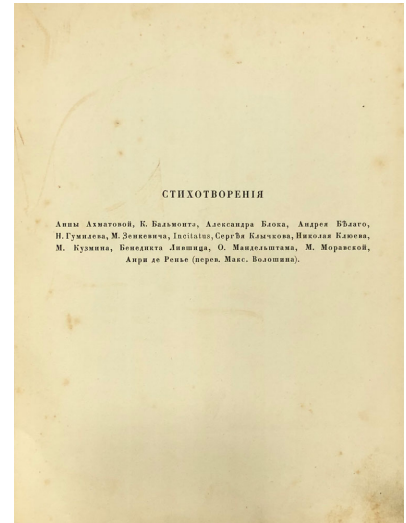 СТИХОТВОРЕНІЯ
Анны Ахматовой, К. Бальмонта, Александра Блока, Андрея Бѣлаго,
Н. Гумилева, М. Зенкевича, Incitatus, Сергѣя Клычкова, Николая Клюева,
М. Кузмина, Бенедикта Лившица, О. Мандельштама, М. Моравской,
Анри де Ренье (перев. Макс. Волошина).